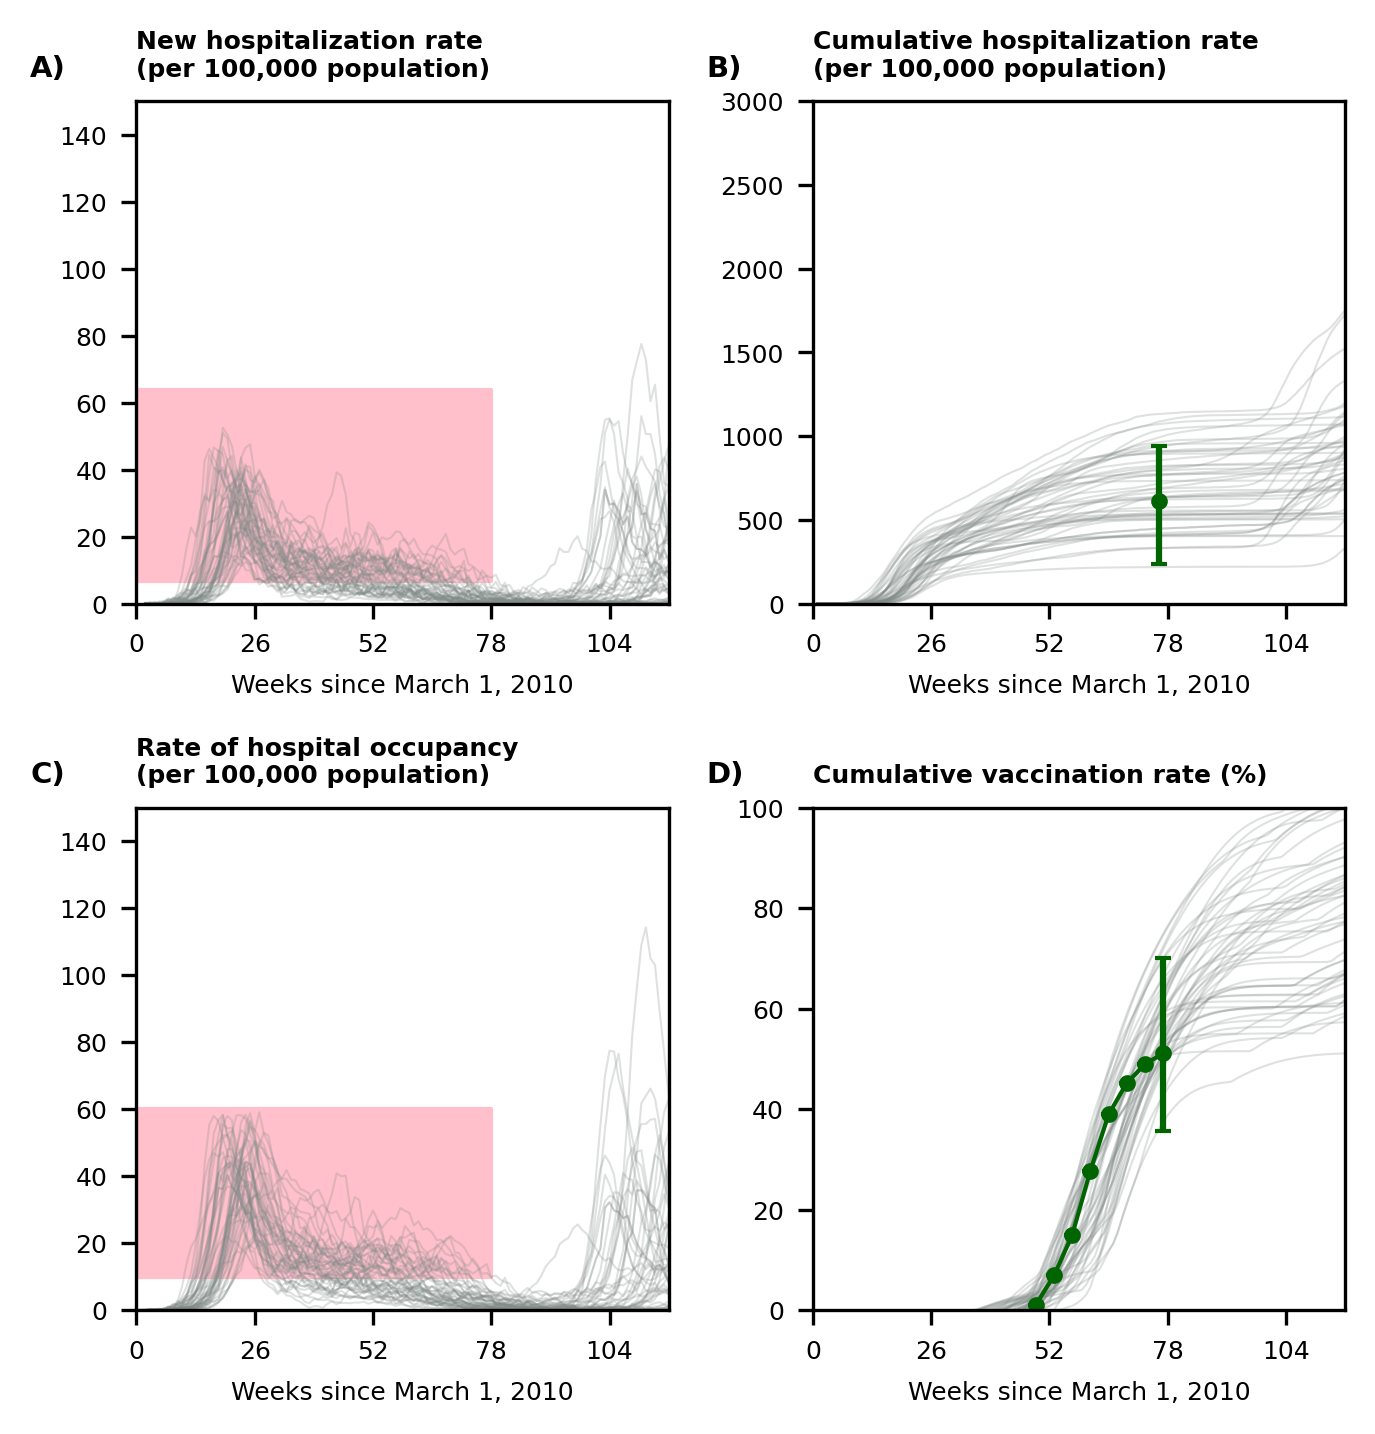 A)
New hospitalization rate
(per 100,000 population)
140
120
100
80
60
40
20
0
0 26 52 78 104
Weeks since March 1, 2010
B)
Cumulative hospitalization rate
(per 100,000 population)
3000
2500
2000
1500
1000
500
0
0 26 52 78 104
Weeks since March 1, 2010
C)
Rate of hospital occupancy
(per 100,000 population)
140
120
100
80
60
40
20
0
0 26 52 78 104
Weeks since March 1, 2010
D)
Cumulative vaccination rate (%)
100
80
60
40
20
0
0 26 52 78 104
Weeks since March 1, 2010